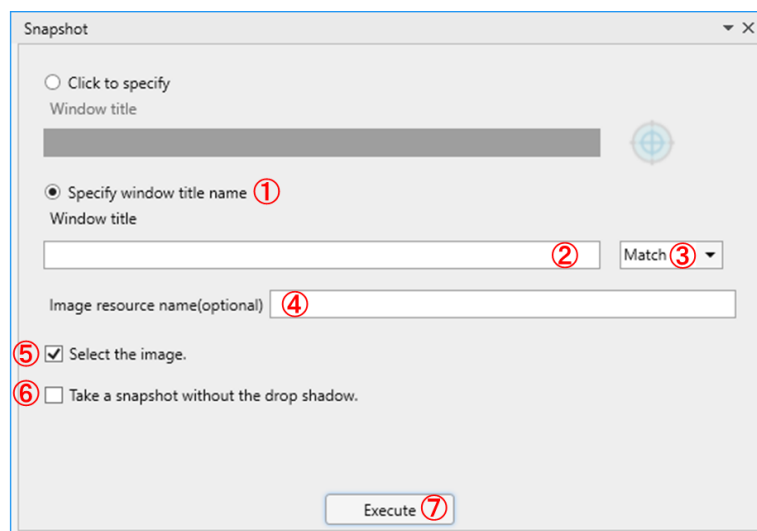 Snapshot
Click to specify
Window title
Specify window title name ①
Window title
② Match ③
Image resource name(optional) ④
⑤ Select the image.
⑥ Take a snapshot without the drop shadow.
Execute ⑦